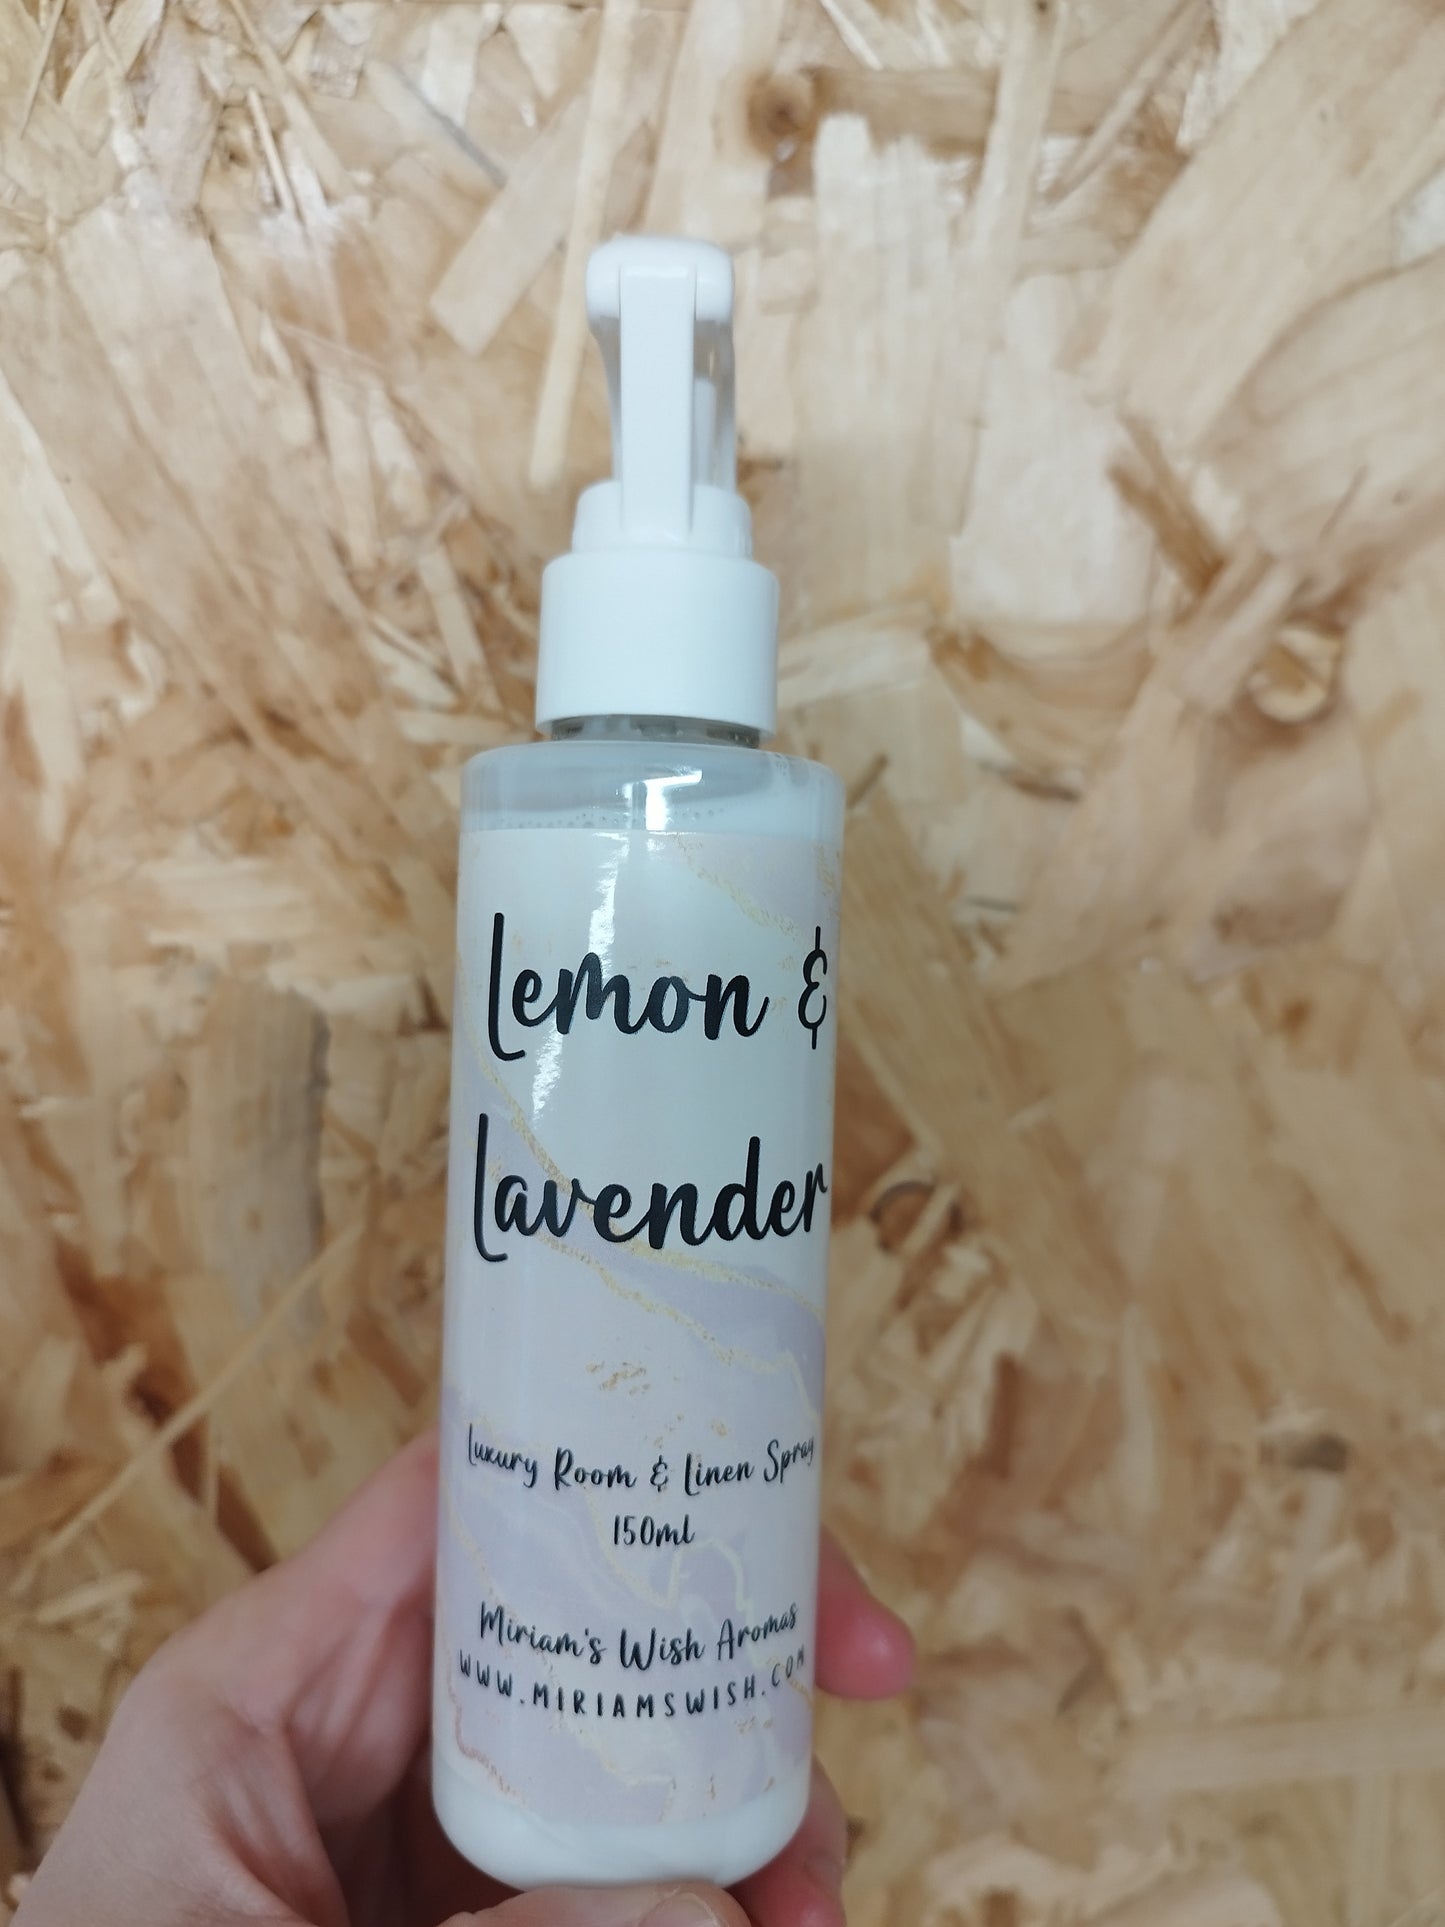 Lemon &
Lavender
Luxury Room & Linen Spray
150ml
Miriam's Wish Aromas
WWW.MIRIAMSWISH.COM